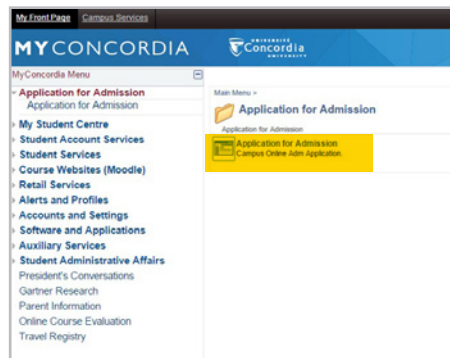 My Front Page Campus Services
MYCONCORDIA
UNIVERSITÉ
Concordia
UNIVERSITY
MyConcordia Menu
Application for Admission
Application for Admission
My Student Centre
Student Account Services
Student Services
Course Websites (Moodle)
Retail Services
Alerts and Profiles
Accounts and Settings
Software and Applications
Auxiliary Services
Student Administrative Affairs
President's Conversations
Gartner Research
Parent Information
Online Course Evaluation
Travel Registry
Main Menu >
Application for Admission
Application for Admission
Application for Admission
Campus Online Adm Application.